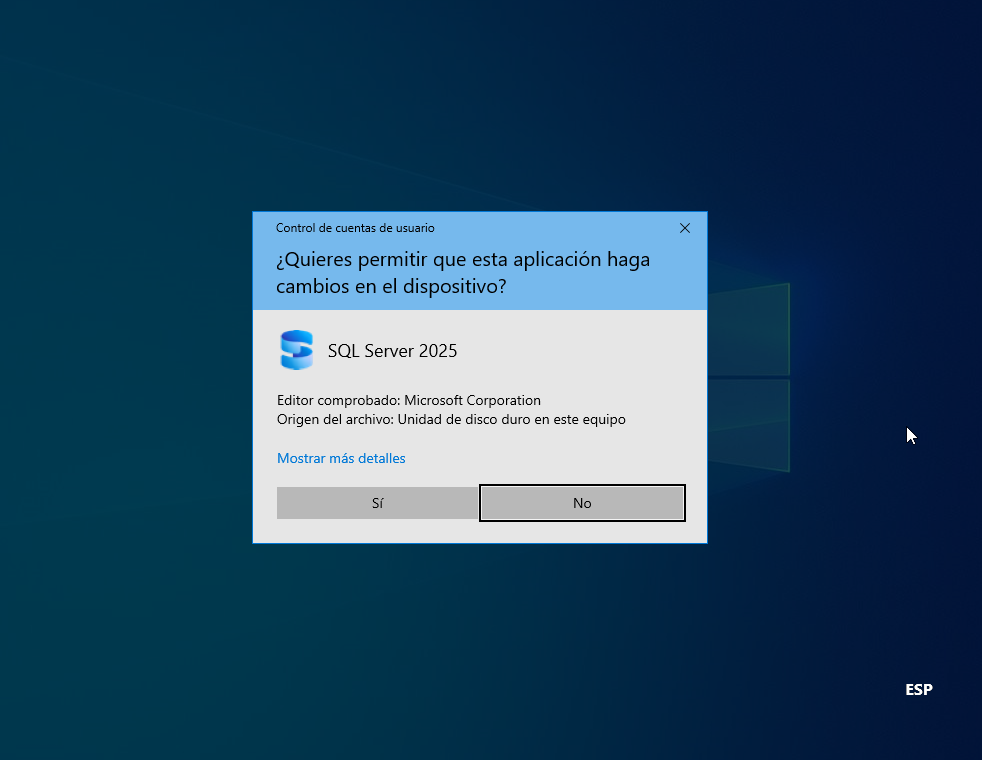 Control de cuentas de usuario
¿Quieres permitir que esta aplicación haga
cambios en el dispositivo?
SQL Server 2025
Editor comprobado: Microsoft Corporation
Origen del archivo: Unidad de disco duro en este equipo
Mostrar más detalles
Sí
No
ESP